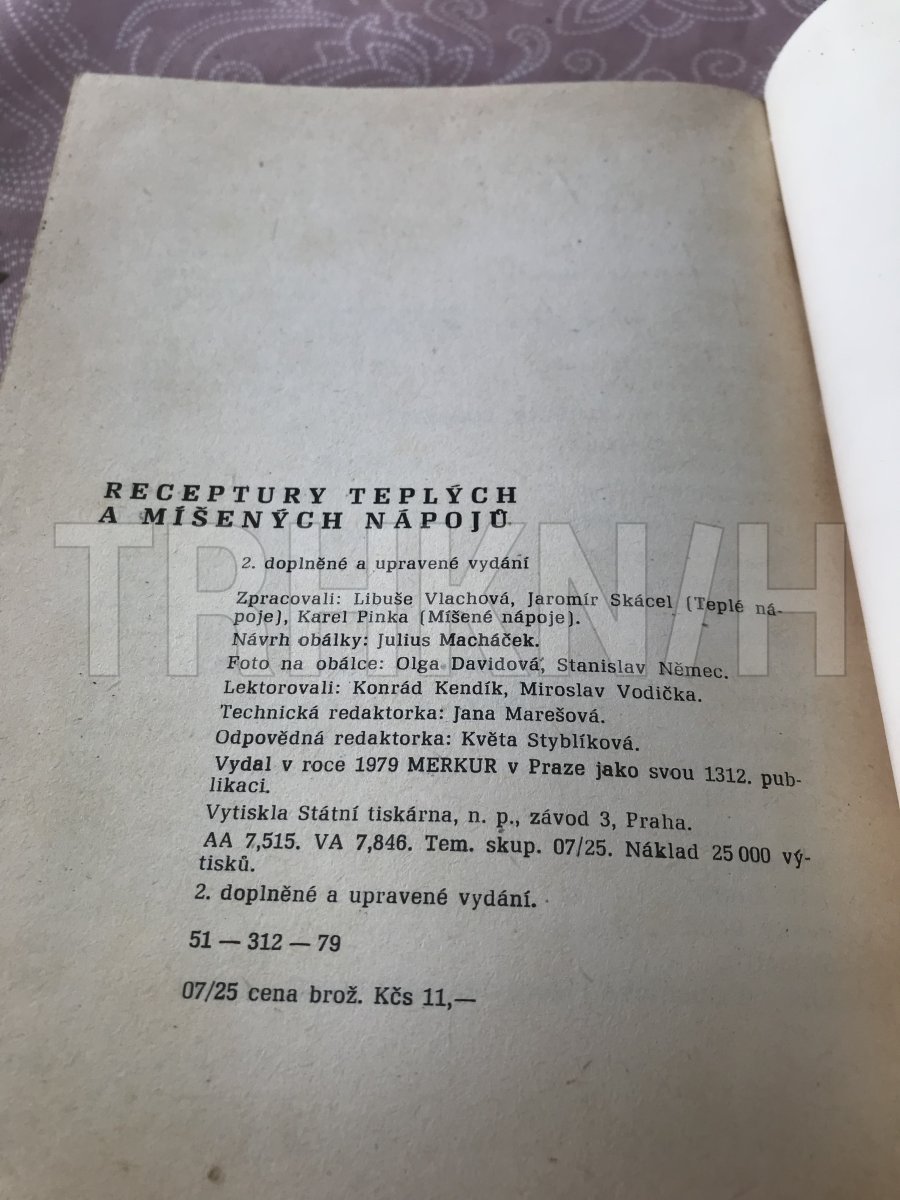 RECEPTURY TEPLÝCH
A MÍŠENÝCH NÁPOJŮ
TRHKNIH
2. doplněné a upravené vydání
Zpracovali: Libuše Vlachová, Jaromír Skácel (Teplé ná-
poje), Karel Pinka (Míšené nápoje).
Návrh obálky: Julius Macháček.
Foto na obálce: Olga Davidová, Stanislav Němec.
Lektorovali: Konrád Kendík, Miroslav Vodička.
Technická redaktorka: Jana Marešová.
Odpovědná redaktorka: Květa Styblíková.
Vydal v roce 1979 MERKUR v Praze jako svou 1312. pub-
likaci.
Vytiskla Státní tiskárna, n. p., závod 3, Praha.
AA 7,515. VA 7,846. Tem. skup. 07/25. Náklad 25 000 vý-
tisků.
2. doplněné a upravené vydání.
51 — 312 — 79
07/25 cena brož. Kčs 11,—